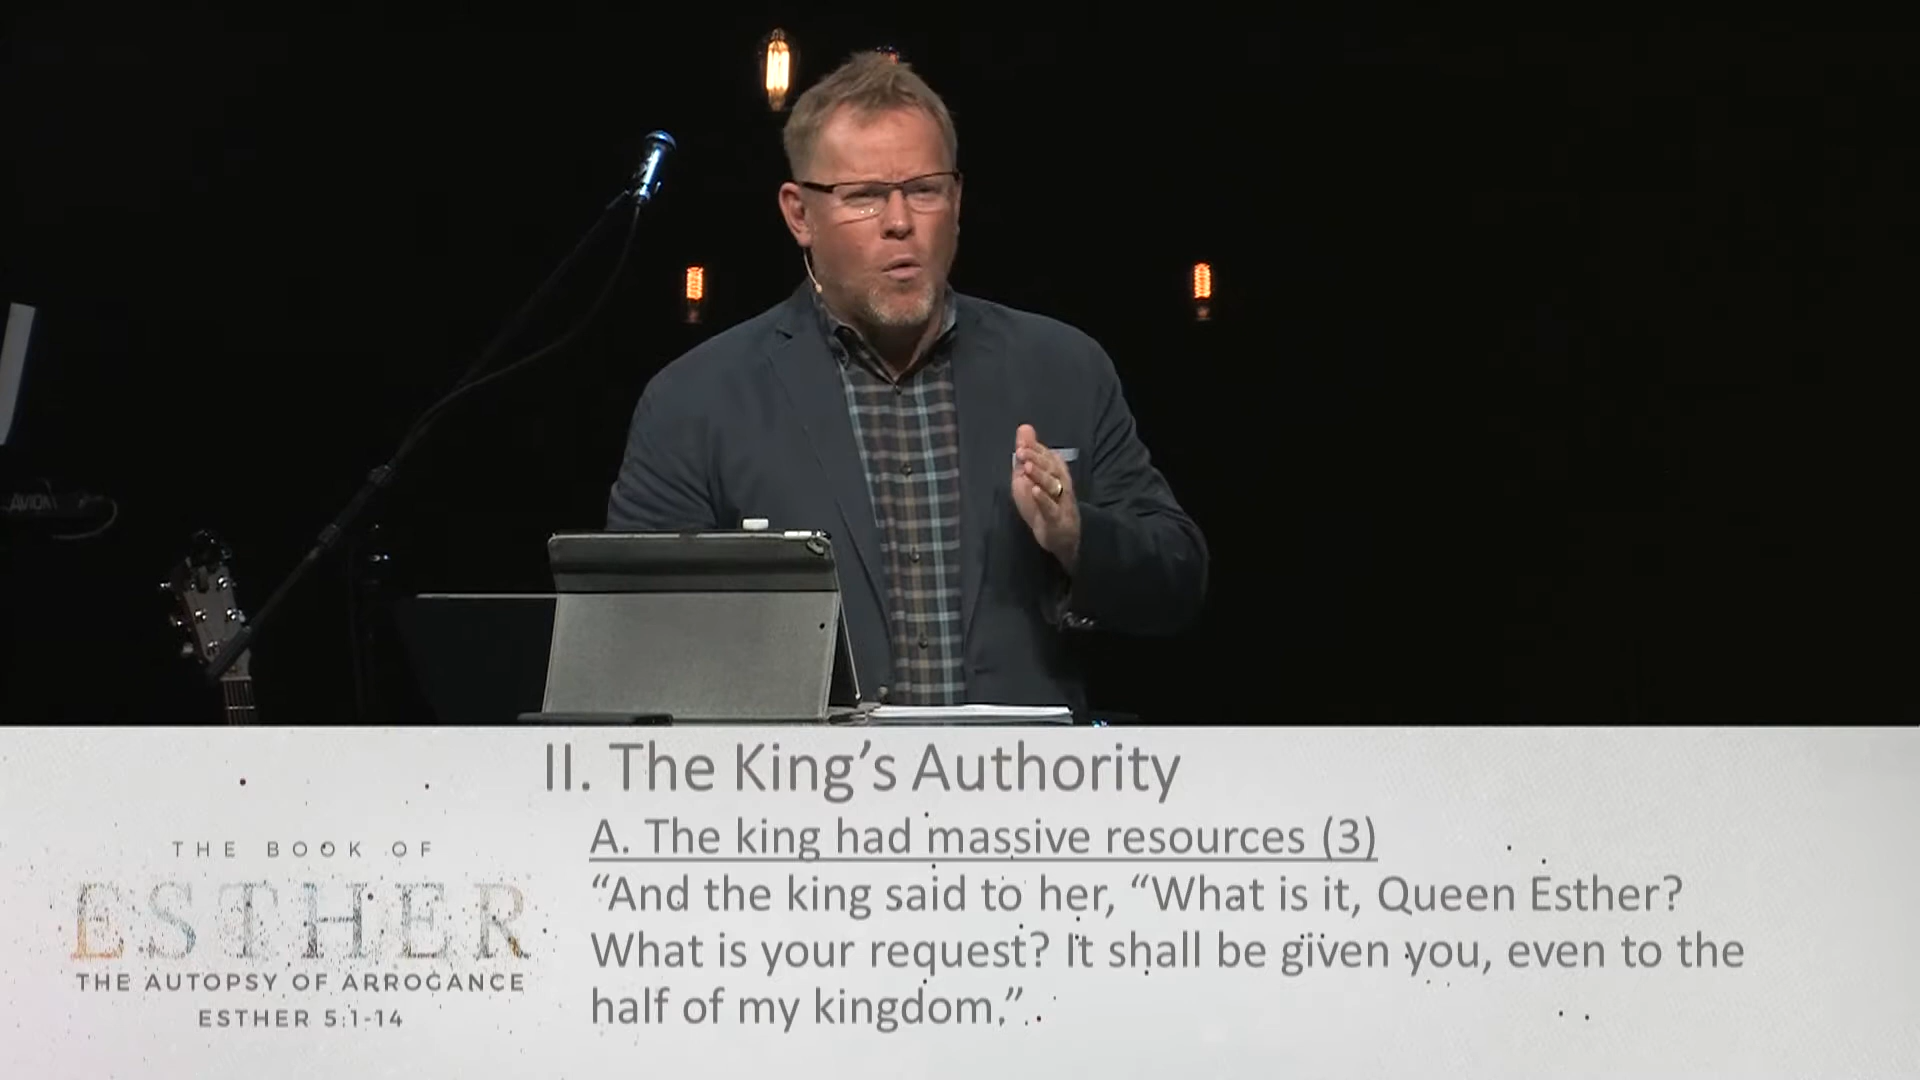 AVIOM
II. The King’s Authority
A. The king had massive resources (3)
“And the king said to her, “What is it, Queen Esther?
What is your request? It shall be given you, even to the
half of my kingdom.”
THE BOOK OF
ESTHER
THE AUTOPSY OF ARROGANCE
ESTHER 5:1-14